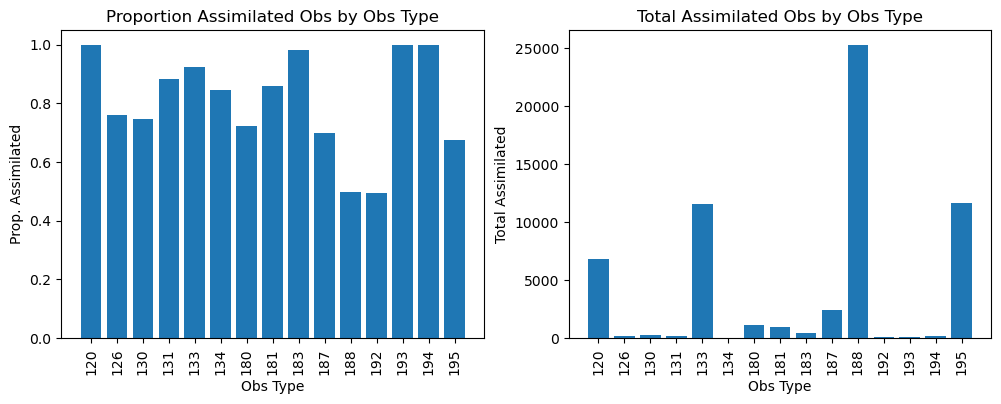 Proportion Assimilated Obs by Obs Type
Prop. Assimilated
1.0
0.8
0.6
0.4
0.2
0.0
120 126 130 131 133 134 180 181 183 187 188 192 193 194 195
Obs Type
Total Assimilated Obs by Obs Type
Total Assimilated
25000
20000
15000
10000
5000
0
120 126 130 131 133 134 180 181 183 187 188 192 193 194 195
Obs Type